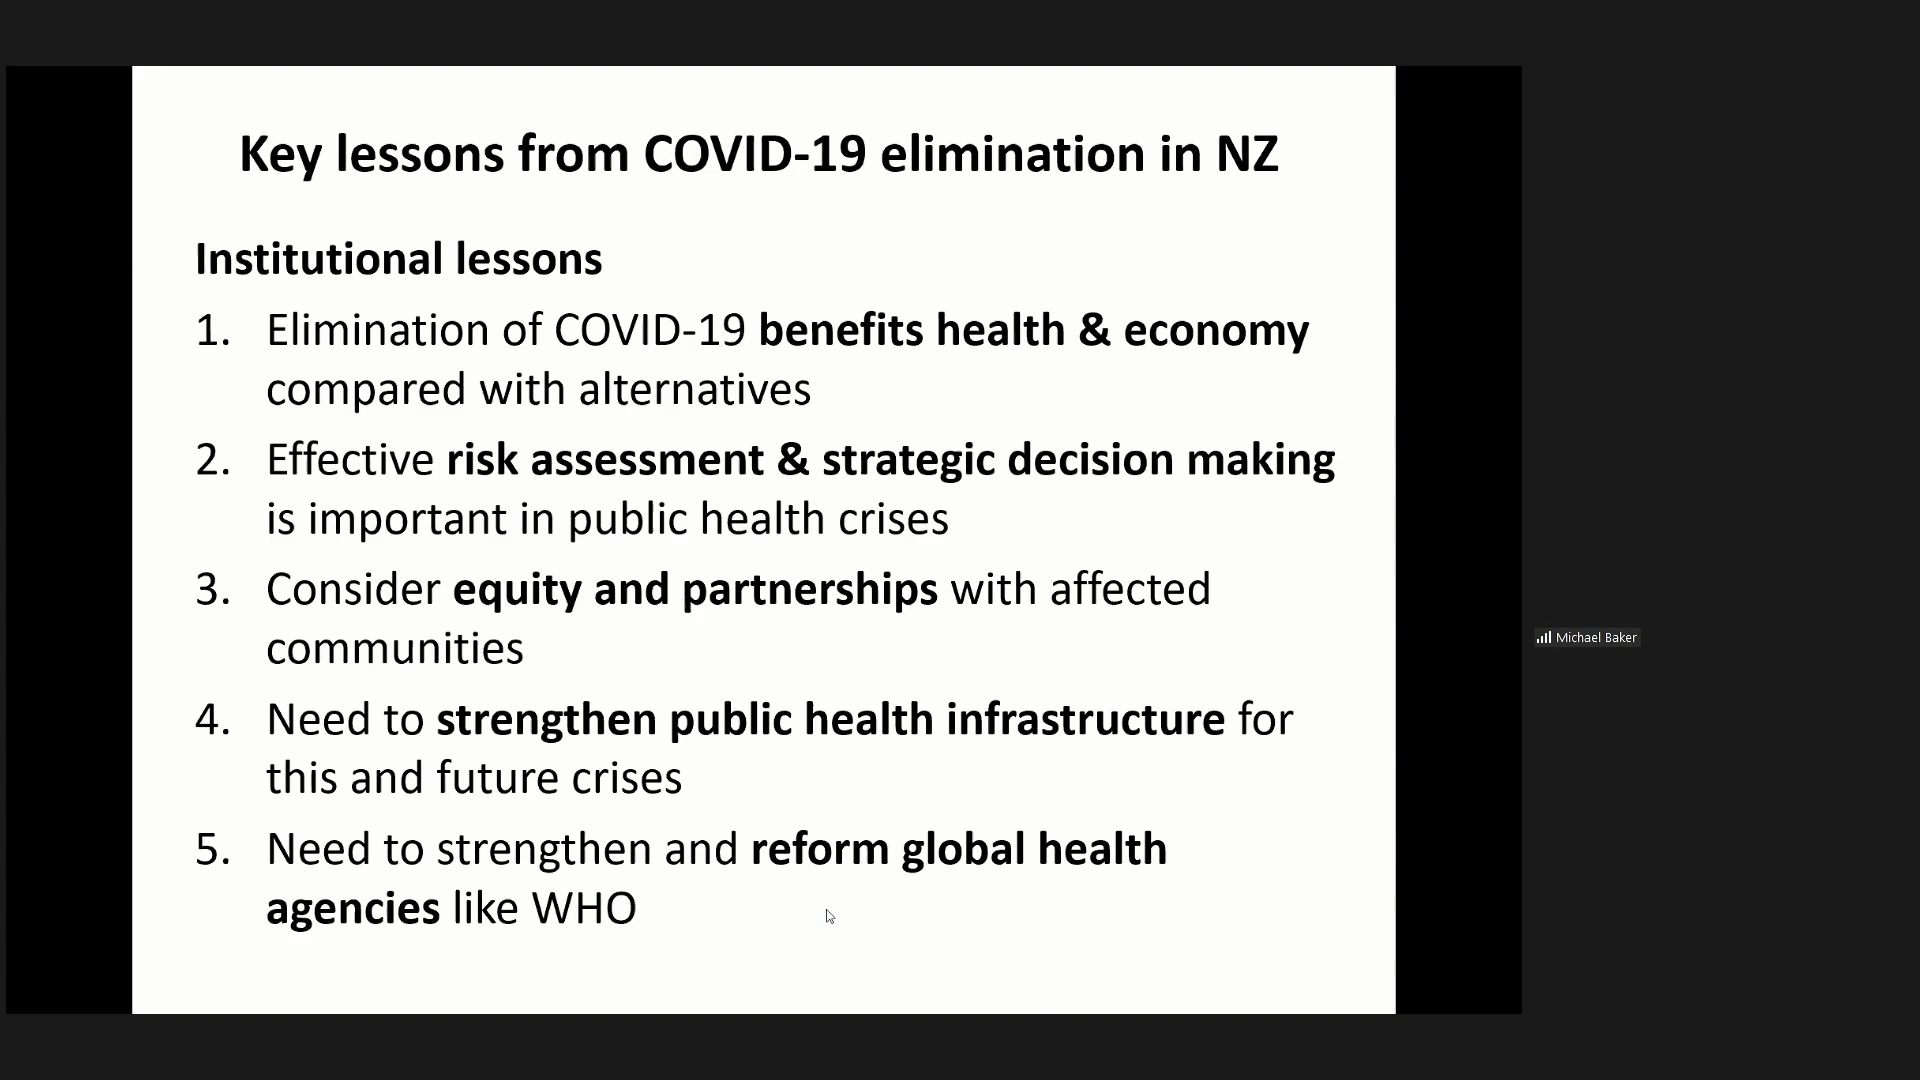 Key lessons from COVID-19 elimination in NZ
Institutional lessons
1. Elimination of COVID-19 benefits health & economy
compared with alternatives
2. Effective risk assessment & strategic decision making
is important in public health crises
3. Consider equity and partnerships with affected
communities
4. Need to strengthen public health infrastructure for
this and future crises
5. Need to strengthen and reform global health
agencies like WHO
Michael Baker